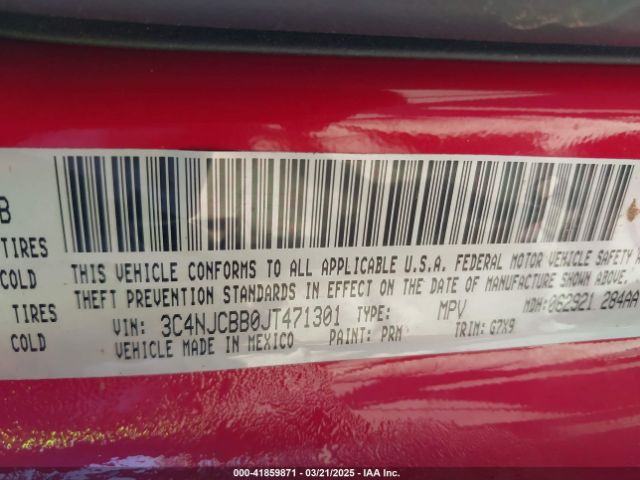 B
TIRES
COLD
THIS VEHICLE CONFORMS TO ALL APPLICABLE U.S.A. FEDERAL MOTOR VEHICLE SAFETY A
THEFT PREVENTION STANDARDS IN EFFECT ON THE DATE OF MANUFACTURE SHOWN ABOVE.
TIRES
VIN: 3C4NJCBB0JT471301 TYPE: MPV MDH: 062921 284AA
COLD
VEHICLE MADE IN MEXICO PAINT: PRM TRIM: G7X9
000-41859871 — 03/21/2025 — IAA Inc.